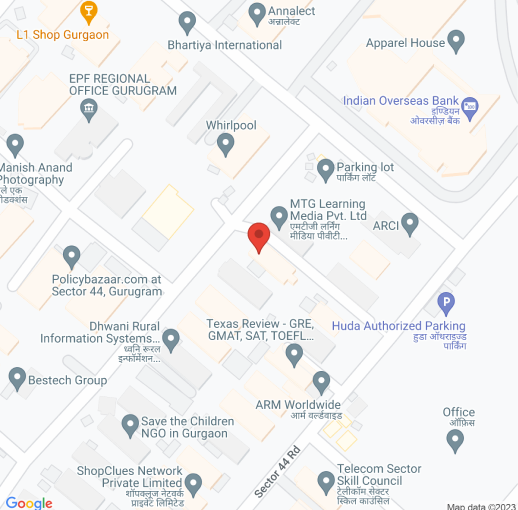 Annalect
अन्नालेक्ट
L1 Shop Gurgaon
Bhartiya International
Apparel House
EPF REGIONAL
OFFICE GURUGRAM
Indian Overseas Bank
इण्डियन
ओवरसीज़ बैंक
Whirlpool
Manish Anand
Photography
Parking lot
पार्किंग लॉट
MTG Learning
Media Pvt. Ltd
एमटीजी लर्निंग
मीडिया पीवीटी...
ARCI
Policybazaar.com at
Sector 44, Gurugram
Huda Authorized Parking
हुडा ऑथराइज्ड
पार्किंग
Texas Review - GRE,
GMAT, SAT, TOEFL...
Dhwani Rural
Information Systems...
ध्वनि रूरल
इन्फॉर्मेशन...
Bestech Group
ARM Worldwide
आर्म वर्ल्डवाइड
Save the Children
NGO in Gurgaon
Office
ऑफ़िस
Sector 44 Rd
ShopClues Network
Private Limited
शॉपक्लूज नेटवर्क
प्राइवेट लिमिटेड
Telecom Sector
Skill Council
टेलीकॉम सेक्टर
स्किल काउंसिल
Google
Map data ©2023